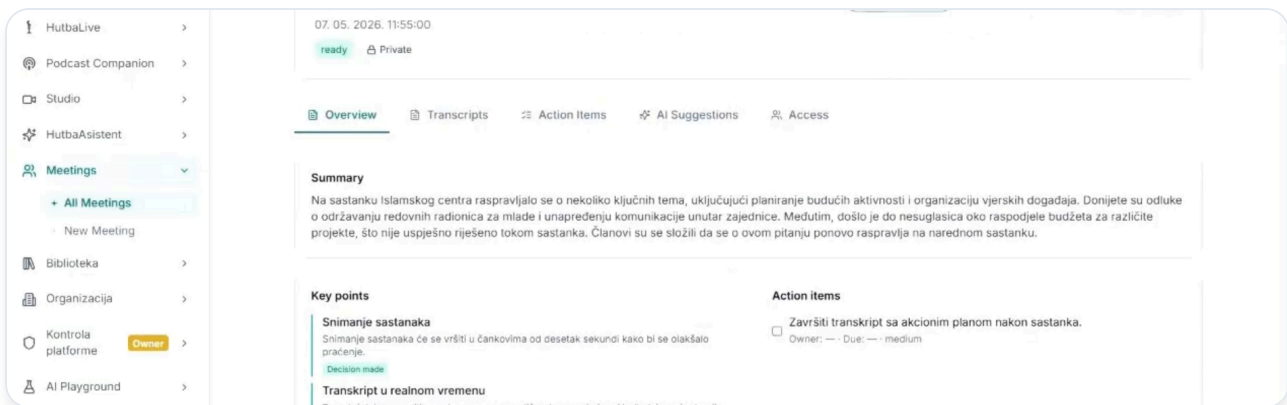 HutbaLive
Podcast Companion
Studio
HutbaAsistent
Meetings
+ All Meetings
New Meeting
Biblioteka
Organizacija
Kontrola
platforme
Owner
AI Playground
07. 05. 2026. 11:55:00
ready
Private
Overview
Transcripts
Action Items
AI Suggestions
Access
Summary
Na sastanku Islamskog centra raspravljalo se o nekoliko ključnih tema, uključujući planiranje budućih aktivnosti i organizaciju vjerskih događaja. Donijete su odluke
o održavanju redovnih radionica za mlade i unapređenju komunikacije unutar zajednice. Međutim, došlo je do nesuglasica oko raspodjele budžeta za različite
projekte, što nije uspješno riješeno tokom sastanka. Članovi su se složili da se o ovom pitanju ponovo raspravlja na narednom sastanku.
Key points
Snimanje sastanaka
Snimanje sastanaka će se vršiti u čankovima od desetak sekundi kako bi se olakšalo
praćenje.
Decision made
Transkript u realnom vremenu
Action items
Završiti transkript sa akcionim planom nakon sastanka.
Owner: — · Due: — · medium